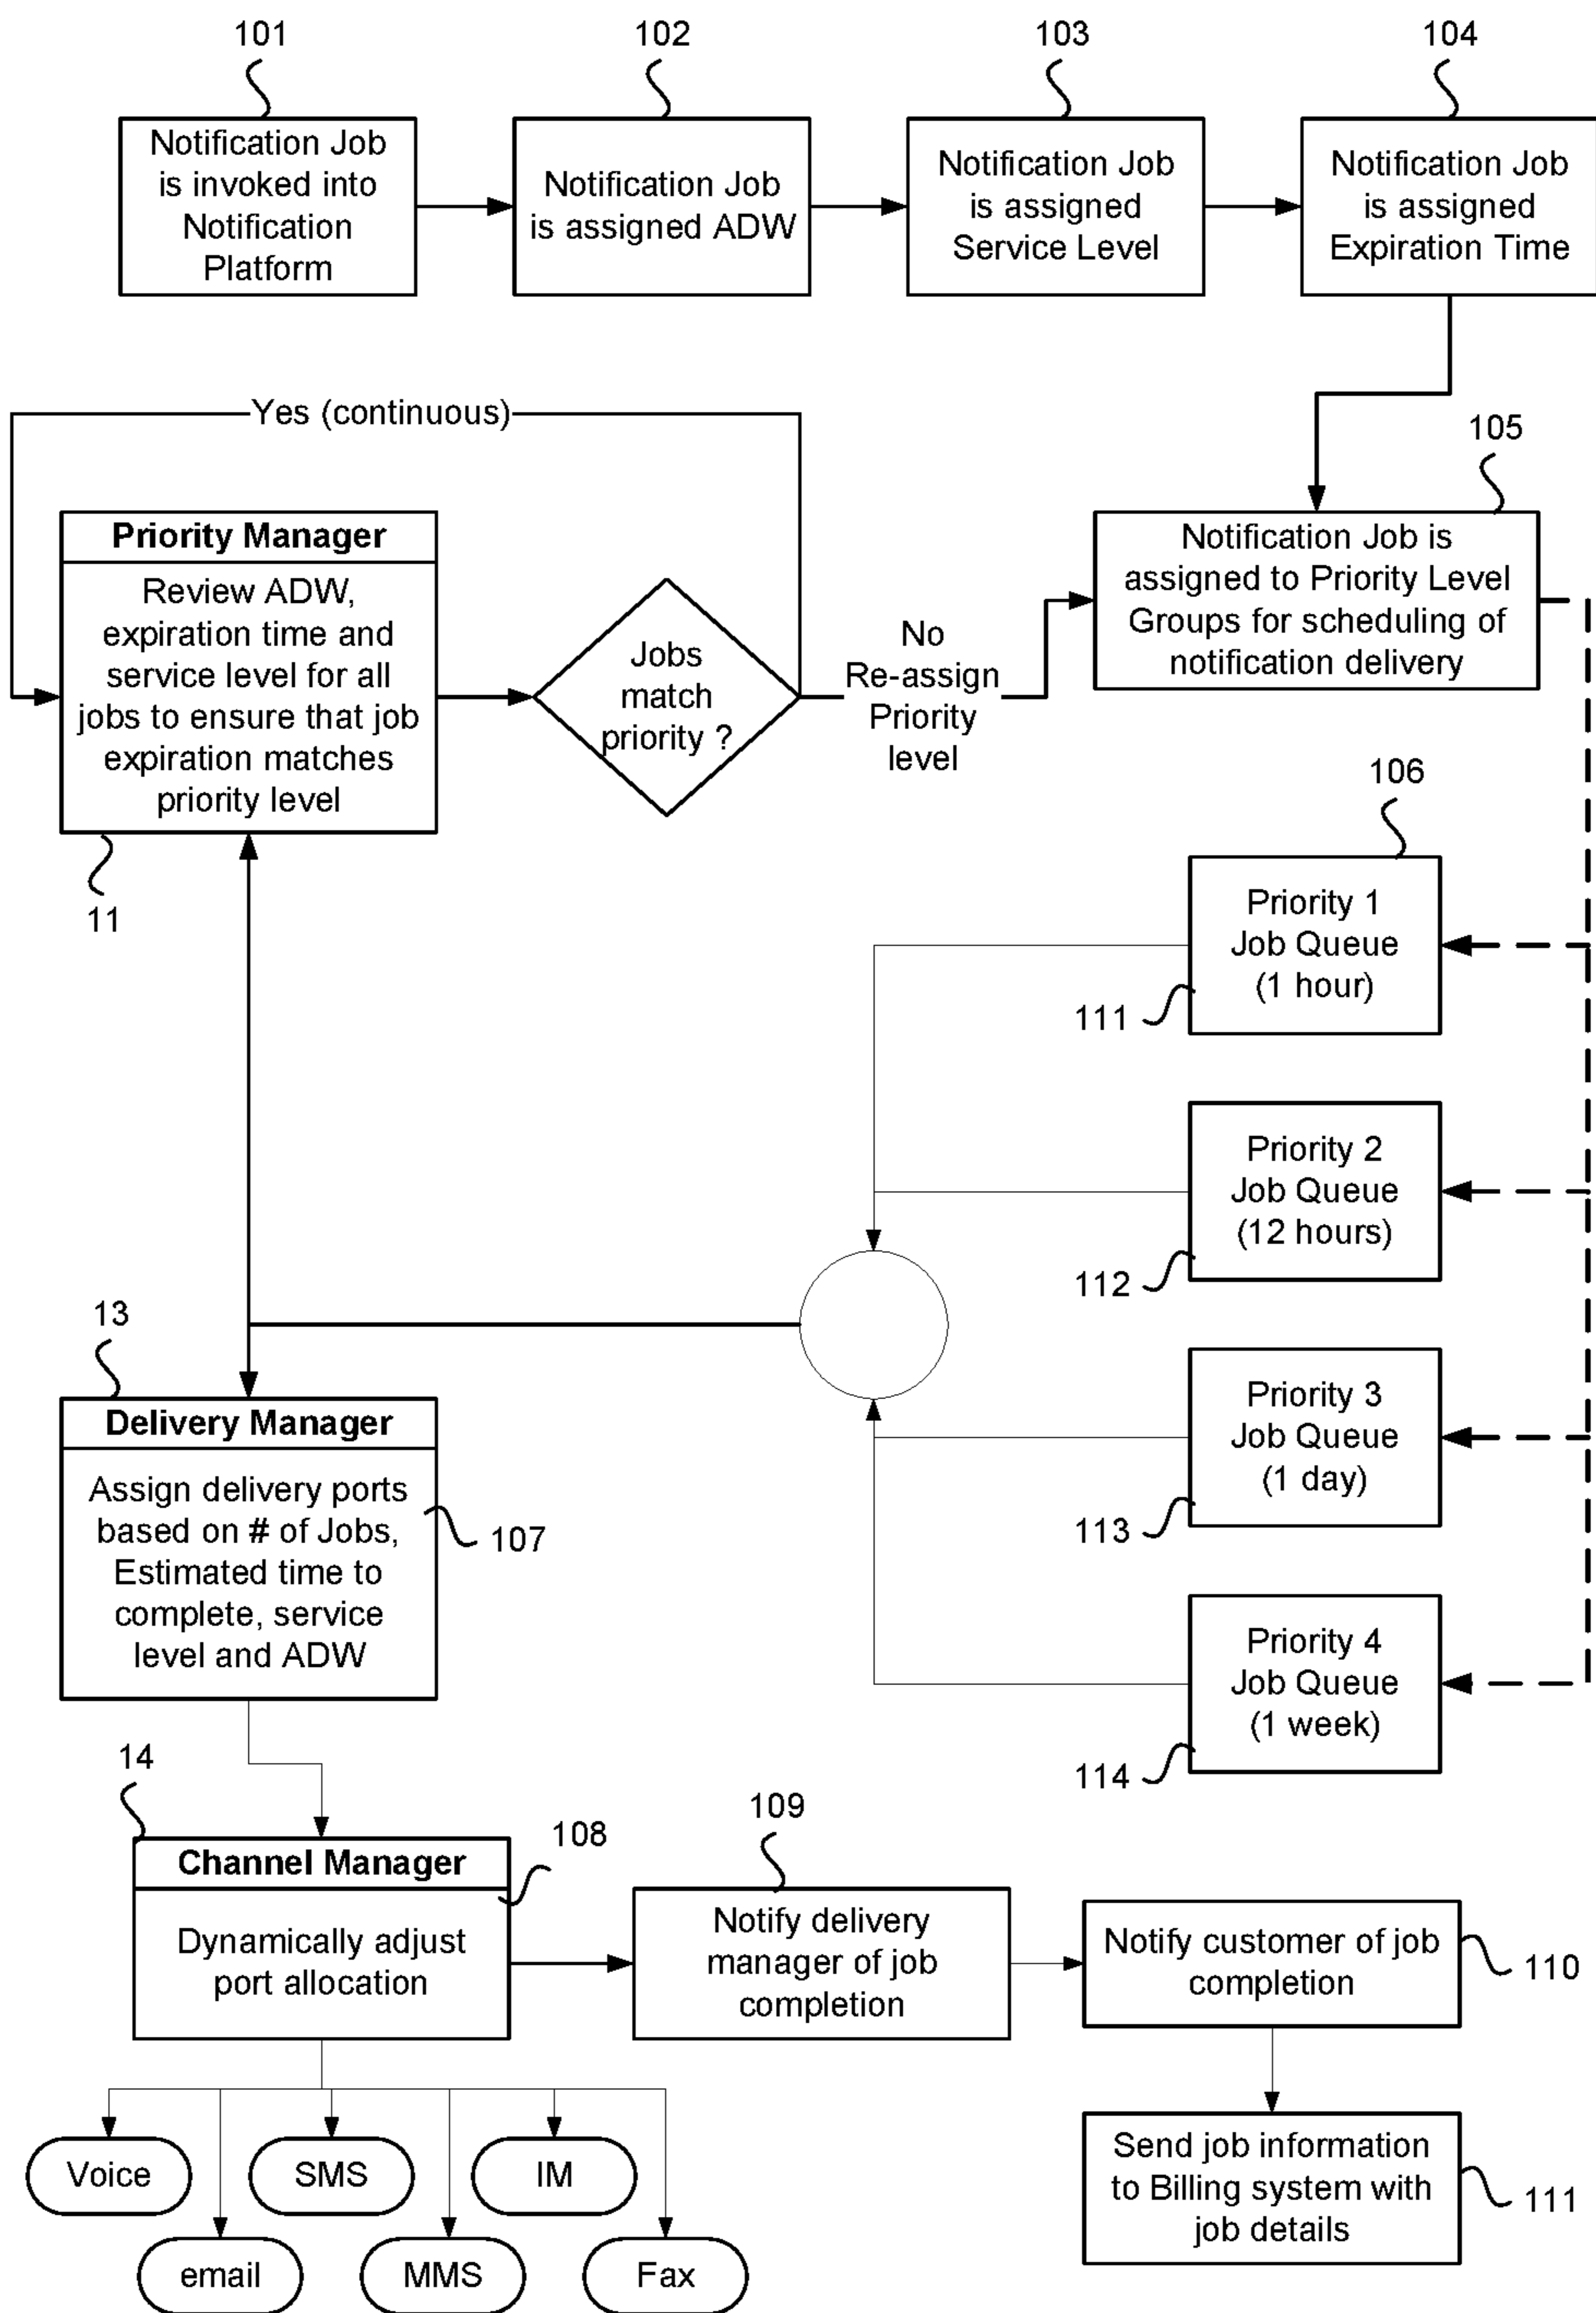 101
102
103
104
Notification Job
is invoked into
Notification
Platform
Notification Job
is assigned ADW
Notification Job
is assigned
Service Level
Notification Job
is assigned
Expiration Time
Yes (continuous)
105
Priority Manager
Review ADW,
expiration time and
service level for all
jobs to ensure that job
expiration matches
priority level
11
Jobs
match
priority ?
No
Re-assign
Priority
level
Notification Job is
assigned to Priority Level
Groups for scheduling of
notification delivery
106
Priority 1
Job Queue
(1 hour)
111
Priority 2
Job Queue
(12 hours)
112
Priority 3
Job Queue
(1 day)
113
Priority 4
Job Queue
(1 week)
114
13
Delivery Manager
Assign delivery ports
based on # of Jobs,
Estimated time to
complete, service
level and ADW
107
14
Channel Manager
108
Dynamically adjust
port allocation
109
Notify delivery
manager of job
completion
Notify customer of job
completion
110
Send job information
to Billing system with
job details
111
Voice
SMS
IM
email
MMS
Fax